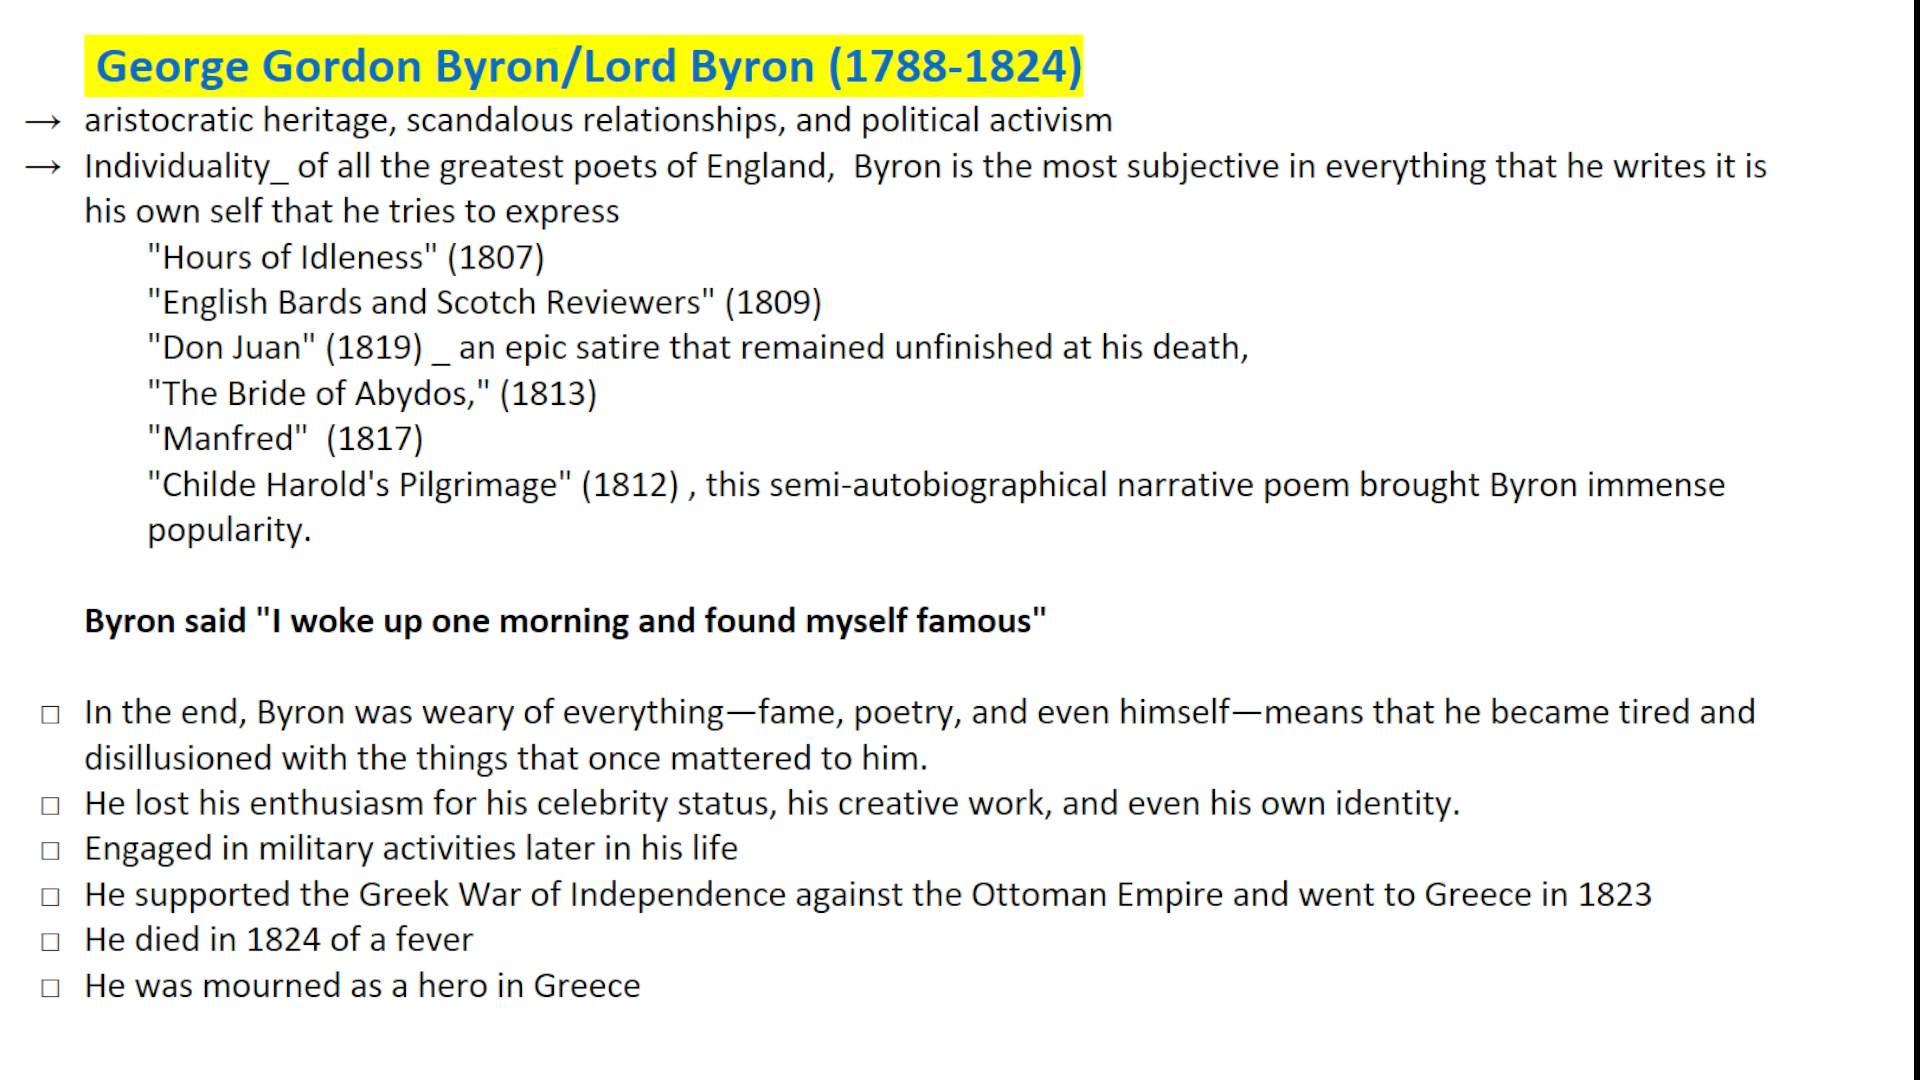 George Gordon Byron/Lord Byron (1788-1824)
→ aristocratic heritage, scandalous relationships, and political activism
→ Individuality_ of all the greatest poets of England,  Byron is the most subjective in everything that he writes it is
his own self that he tries to express
"Hours of Idleness" (1807)
"English Bards and Scotch Reviewers" (1809)
"Don Juan" (1819) _ an epic satire that remained unfinished at his death,
"The Bride of Abydos," (1813)
"Manfred"  (1817)
"Childe Harold's Pilgrimage" (1812) , this semi-autobiographical narrative poem brought Byron immense
popularity.
Byron said "I woke up one morning and found myself famous"
□ In the end, Byron was weary of everything—fame, poetry, and even himself—means that he became tired and
disillusioned with the things that once mattered to him.
□ He lost his enthusiasm for his celebrity status, his creative work, and even his own identity.
□ Engaged in military activities later in his life
□ He supported the Greek War of Independence against the Ottoman Empire and went to Greece in 1823
□ He died in 1824 of a fever
□ He was mourned as a hero in Greece